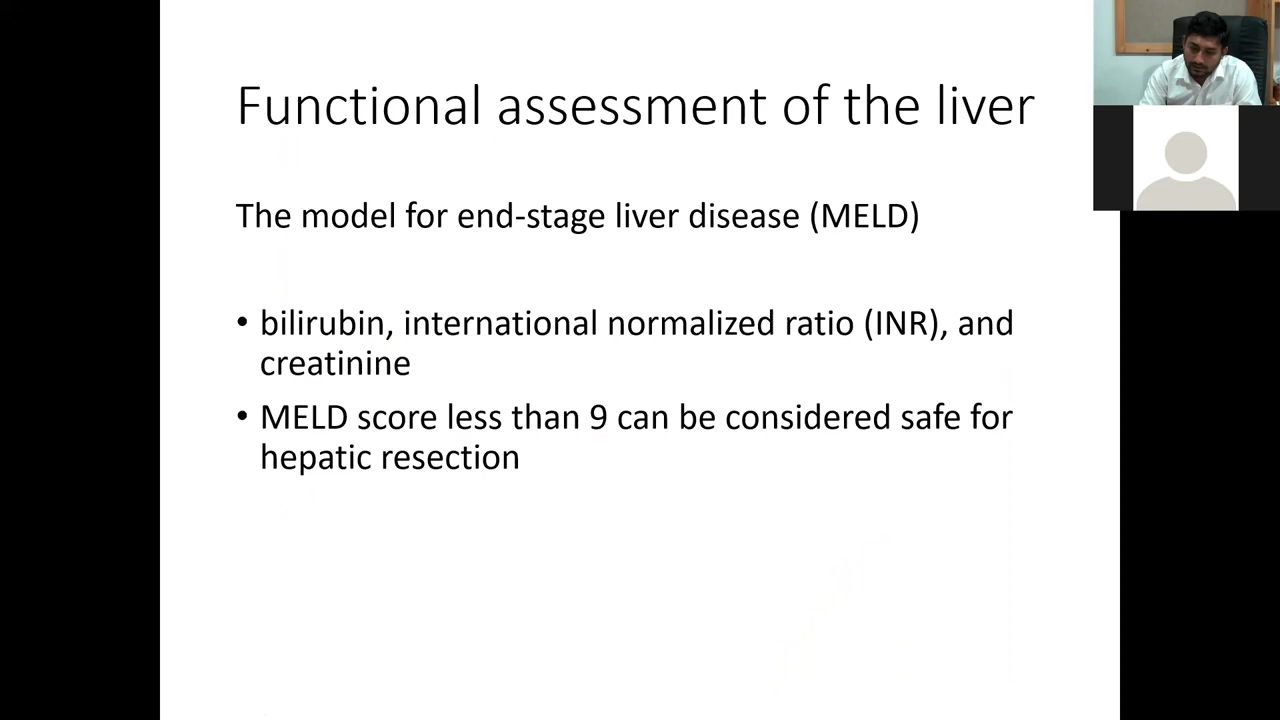 Functional assessment of the liver
The model for end-stage liver disease (MELD)
• bilirubin, international normalized ratio (INR), and
creatinine
• MELD score less than 9 can be considered safe for
hepatic resection